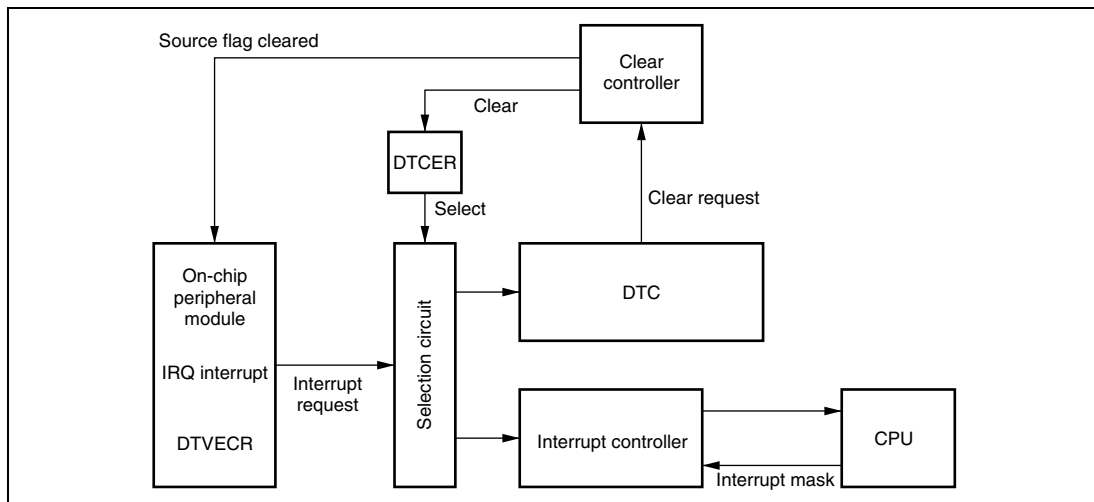 Source flag cleared
Clear
controller
Clear
DTCER
Clear request
Select
On-chip
peripheral
module
DTC
Selection circuit
IRQ interrupt
Interrupt
request
DTVECR
Interrupt controller
CPU
Interrupt mask